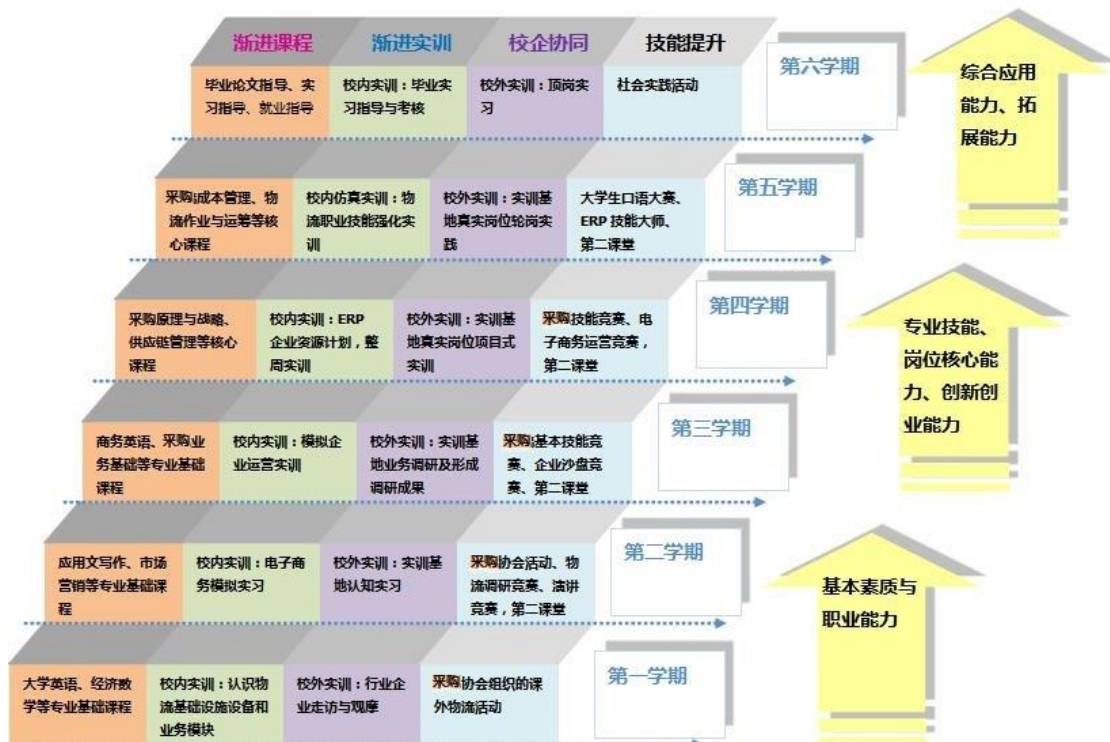 渐进课程
渐进实训
校企协同
技能提升
第六学期
毕业论文指导、实
习指导、就业指导
校内实训：毕业实
习指导与考核
校外实训：顶岗实
习
社会实践活动
综合应用
能力、拓
展能力
第五学期
采购成本管理、物
流作业与运筹等核
心课程
校内仿真实训：物
流职业技能强化实
训
校外实训：实训基
地真实岗位轮岗实
践
大学生口语大赛、
ERP 技能大师、
第二课堂
第四学期
采购原理与战略、
供应链管理等核心
课程
校内实训：ERP
企业资源计划，整
周实训
校外实训：实训基
地真实岗位项目式
实训
采购技能竞赛、电
子商务运营竞赛，
第二课堂
专业技能、
岗位核心能
力、创新创
业能力
第三学期
商务英语、采购业
务基础等专业基础
课程
校内实训：模拟企
业运营实训
校外实训：实训基
地业务调研及形成
调研成果
采购基本技能竞
赛、企业沙盘竞
赛、第二课堂
第二学期
应用文写作、市场
营销等专业基础课
程
校内实训：电子商
务模拟实习
校外实训：实训基
地认知实习
采购协会活动、物
流调研竞赛、演讲
竞赛，第二课堂
基本素质与
职业能力
第一学期
大学英语、经济数
学等专业基础课程
校内实训：认识物
流基础设施设备和
业务模块
校外实训：行业企
业走访与观摩
采购协会组织的课
外物流活动